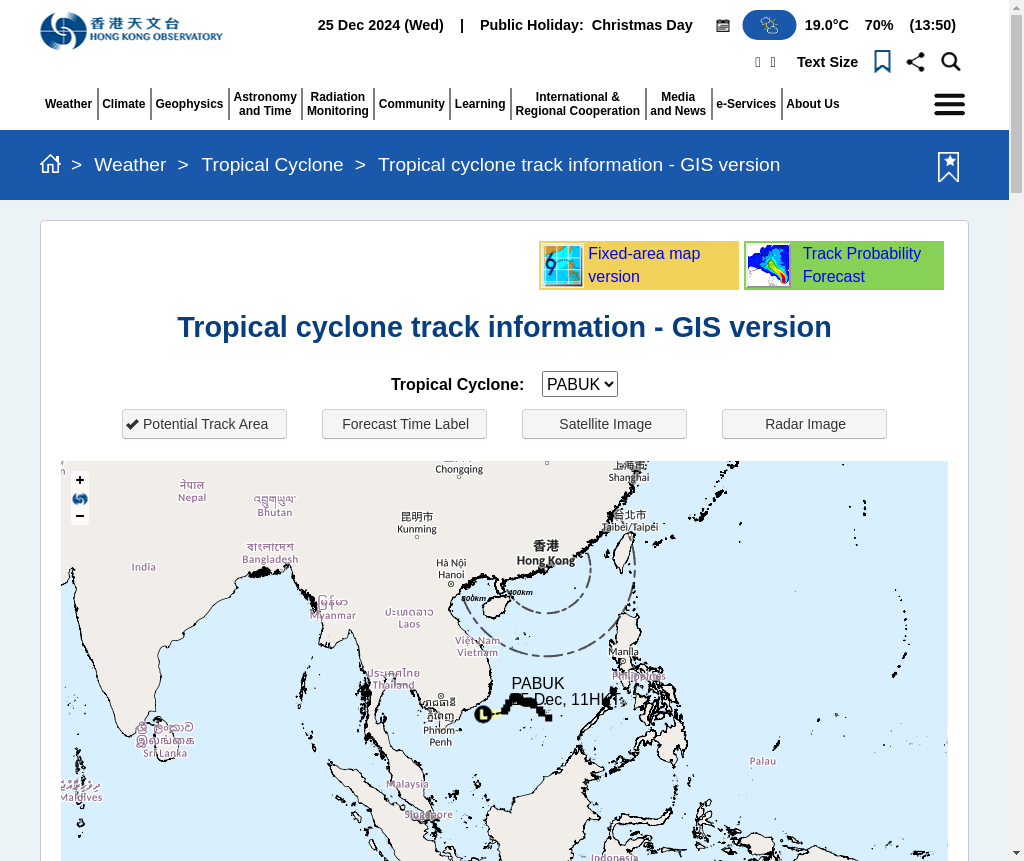 香港天文台
HONG KONG OBSERVATORY
25 Dec 2024 (Wed) | Public Holiday: Christmas Day 19.0°C 70% (13:50)
Text Size
Weather
Climate
Geophysics
Astronomy
and Time
Radiation
Monitoring
Community
Learning
International &
Regional Cooperation
Media
and News
e-Services
About Us
> Weather > Tropical Cyclone > Tropical cyclone track information - GIS version
Fixed-area map
version
Track Probability
Forecast
Tropical cyclone track information - GIS version
Tropical Cyclone: PABUK
Potential Track Area
Forecast Time Label
Satellite Image
Radar Image
+
−
Chongqing
上海市
Shanghai
नेपाल
Nepal
འབྲུགཡུལ་
Bhutan
昆明市
Kunming
台北市
Taibei/Taipei
香港
Hong Kong
বাংলাদেশ
Bangladesh
India
Hà Nội
Hanoi
800km
400km
မြန်မာ
Myanmar
ປະເທດລາວ
Laos
Việt Nam
Vietnam
Manila
Philippines
ประเทศไทย
Thailand
PABUK
25 Dec, 11HKT
L
រាជធានី
ភ្នំពេញ
Phnom-
Penh
ශ්‍රී ලංකාව
இலங்கை
Sri Lanka
Palau
Malaysia
Maldives
Singapore
Indonesia